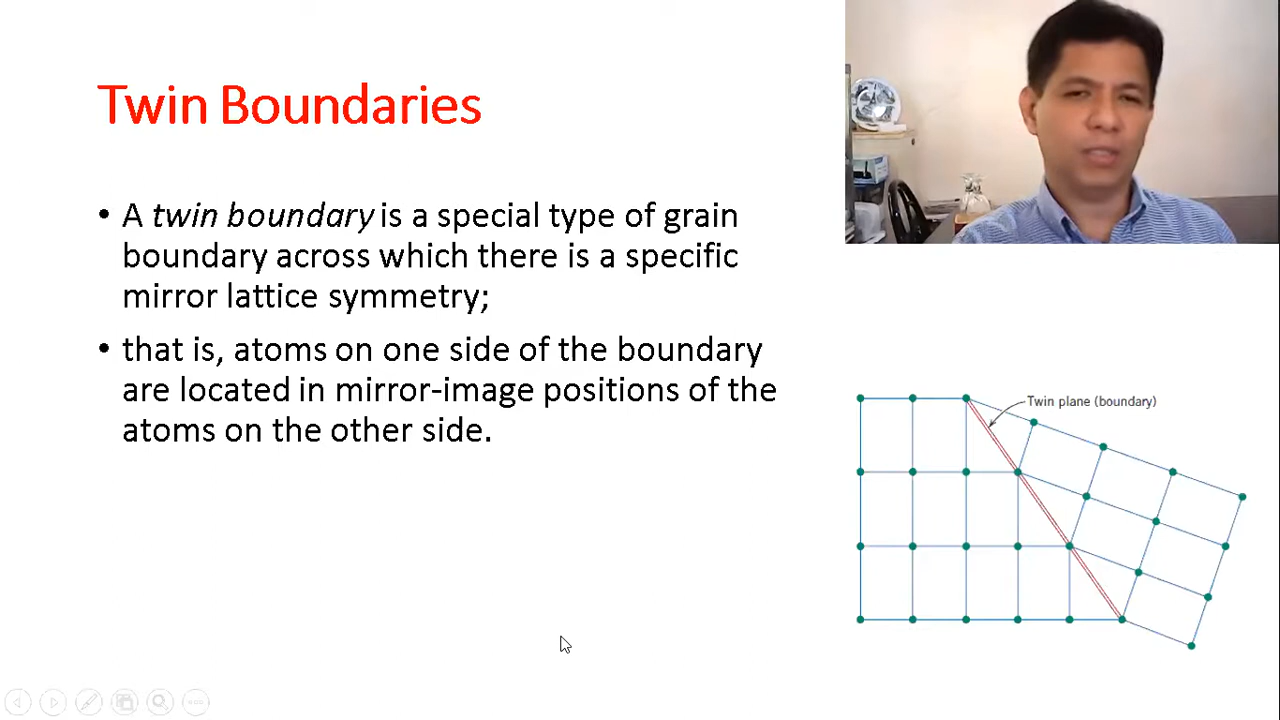 Twin Boundaries
• A twin boundary is a special type of grain
boundary across which there is a specific
mirror lattice symmetry;
• that is, atoms on one side of the boundary
are located in mirror-image positions of the
atoms on the other side.
Twin plane (boundary)